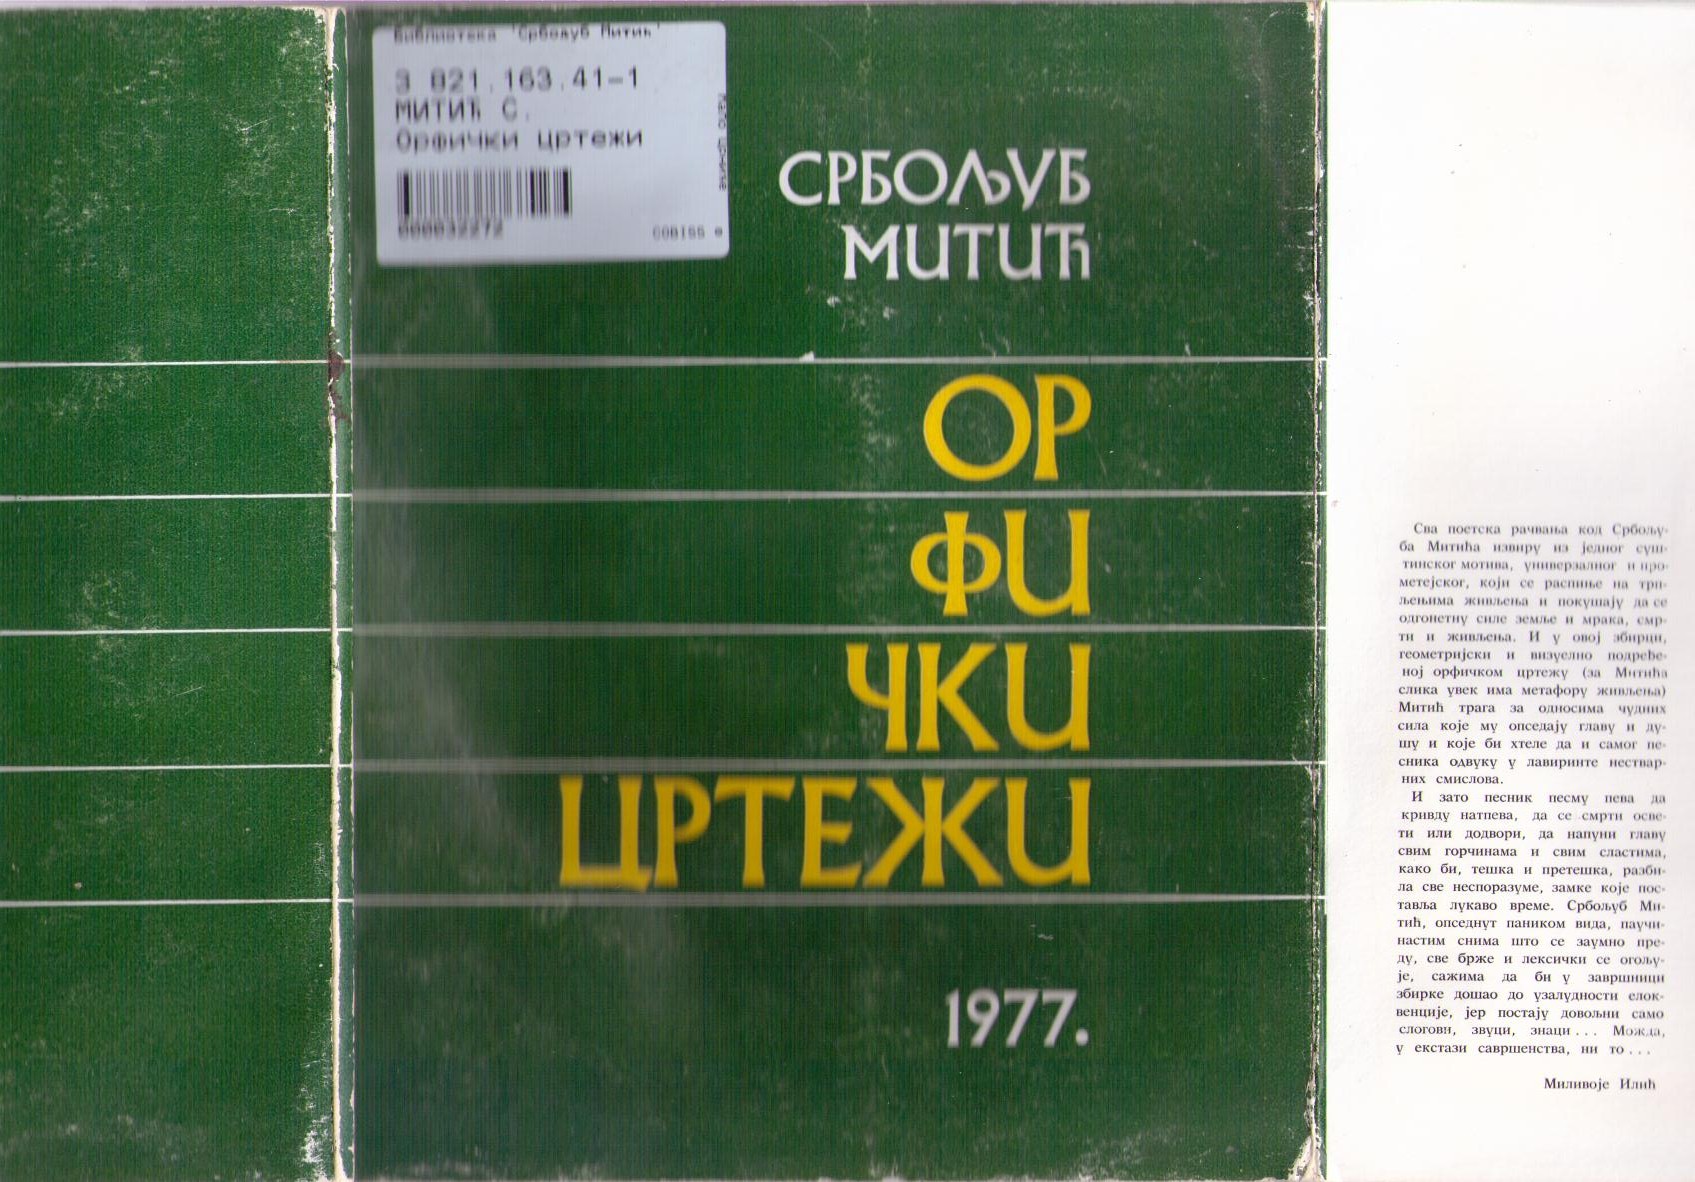 Библиотека "Србољуб Митић"
3 821.163.41-1
МИТИЋ С.
Орфички цртежи
000032272
COBISS
МАЛО ЦРНИЋЕ
СРБОЉУБ
МИТИЋ
ОР
ФИ
ЧКИ
ЦРТЕЖИ
1977.
Сва поетска рачвања код Србољу-
ба Митића извиру из једног суш-
тинског мотива, универзалног и про-
метејског, који се распиње на трп-
љењима живљења и покушају да се
одгонетну силе земље и мрака, смр-
ти и живљења. И у овој збирци,
геометријски и визуелно подређе-
ној орфичком цртежу (за Митића
слика увек има метафору живљења)
Митић трага за односима чудних
сила које му опседају главу и ду-
шу и које би хтеле да и самог пе-
сника одвуку у лавиринте нествар-
них смислова.
И зато песник песму пева да
кривду натпева, да се смрти осве-
ти или додвори, да напуни главу
свим горчинама и свим сластима,
како би, тешка и претешка, разби-
ла све неспоразуме, замке које пос-
тавља лукаво време. Србољуб Ми-
тић, опседнут паником вида, паучи-
настим снима што се заумно пре-
ду, све брже и лексички се огољу-
је, сажима да би у завршници
збирке дошао до узалудности елок-
венције, јер постају довољни само
слогови, звуци, знаци... Можда,
у екстази савршенства, ни то...
Миливоје Илић